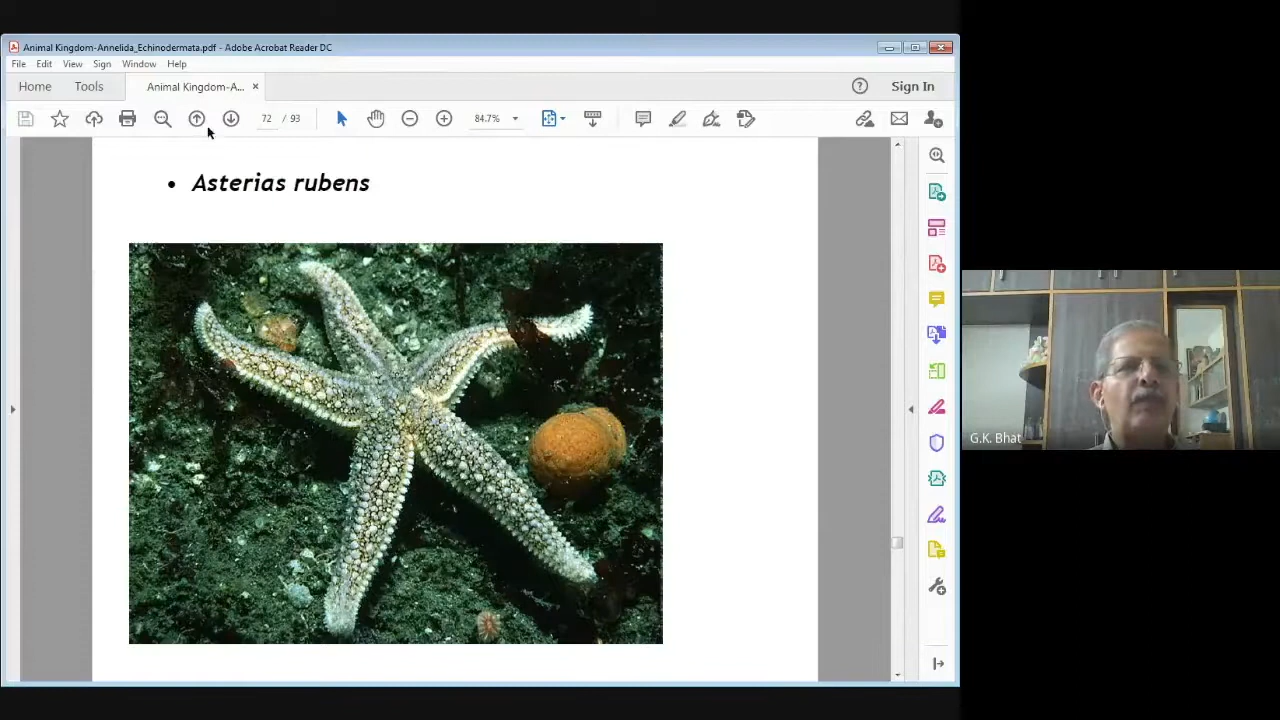 Animal Kingdom-Annelida_Echinodermata.pdf - Adobe Acrobat Reader DC
File Edit View Sign Window Help
Home Tools Animal Kingdom-A... × Sign In
72 / 93 84.7%
• Asterias rubens
G.K. Bhat